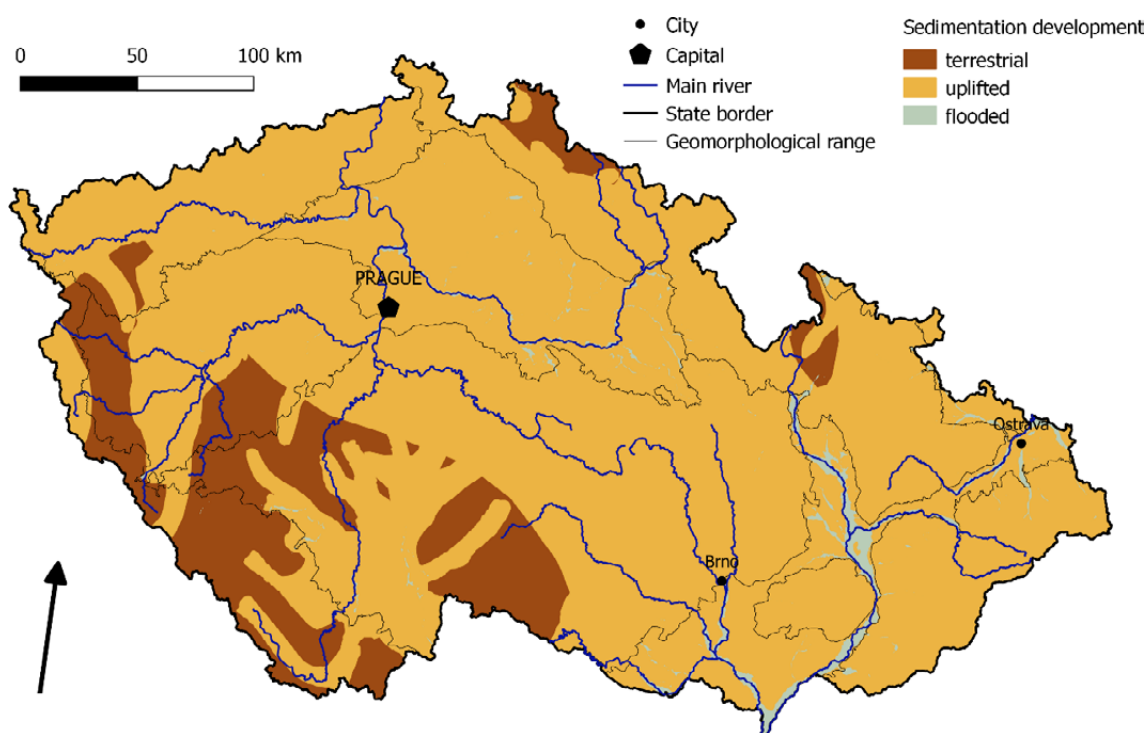 0 50 100 km
City
Capital
Main river
State border
Geomorphological range
Sedimentation development
terrestrial
uplifted
flooded
PRAGUE
Ostrava
Brno